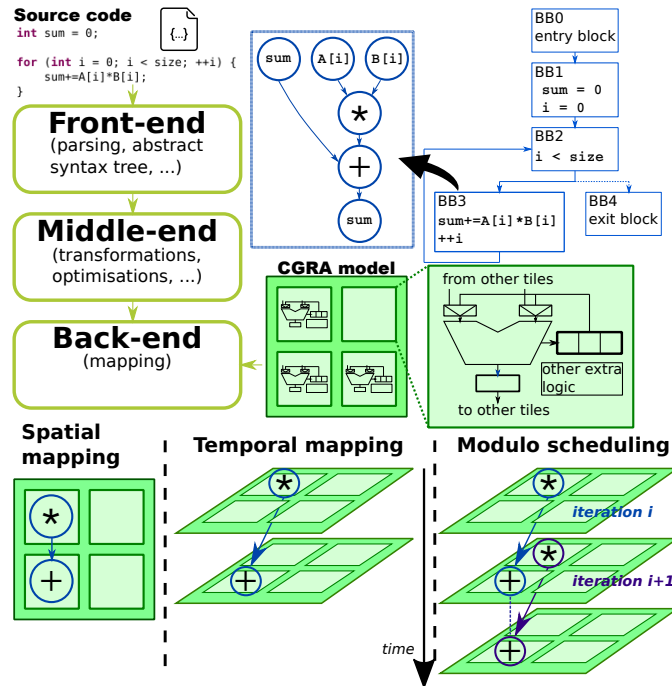 Source code
int sum = 0;
{...}
for (int i = 0; i < size; ++i) {
sum+=A[i]*B[i];
}
Front-end
(parsing, abstract
syntax tree, ...)
Middle-end
(transformations,
optimisations, ...)
Back-end
(mapping)
sum
A[i]
B[i]
*
+
sum
BB0
entry block
BB1
sum = 0
i = 0
BB2
i < size
BB3
sum+=A[i]*B[i]
++i
BB4
exit block
CGRA model
from other tiles
other extra
logic
to other tiles
Spatial
mapping
*
+
Temporal mapping
*
+
time
Modulo scheduling
*
iteration i
*
+
iteration i+1
+